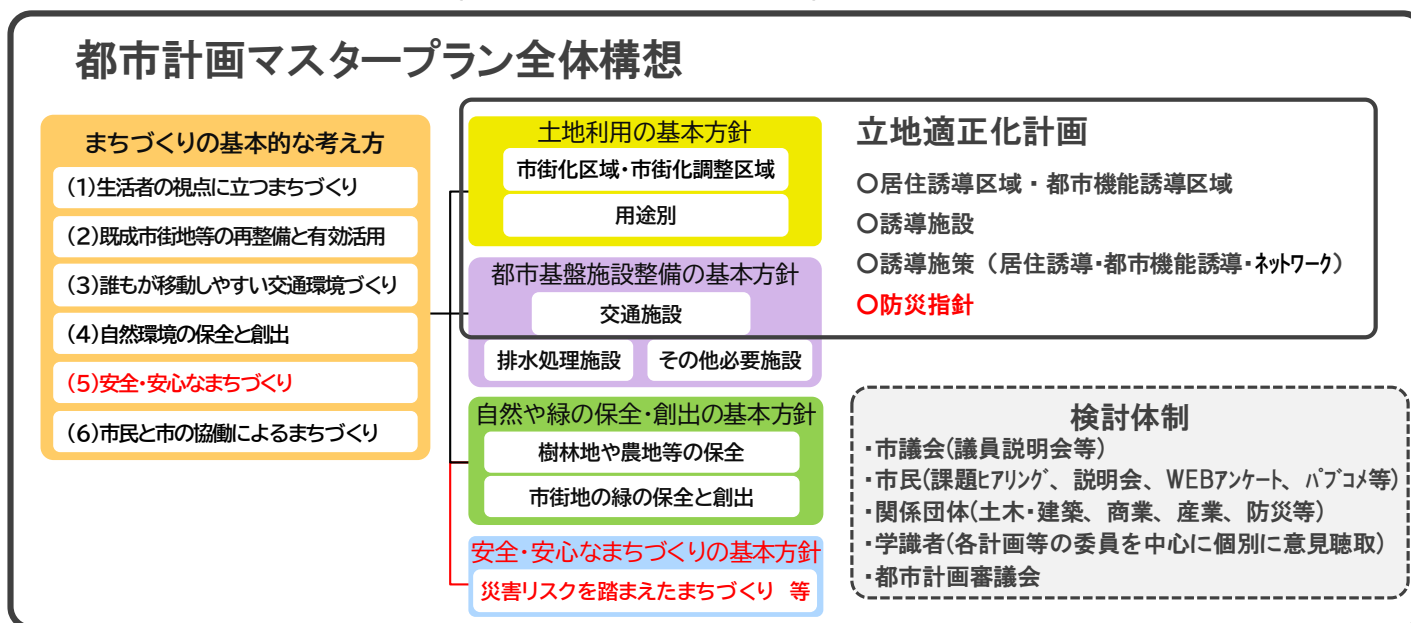 都市計画マスタープラン全体構想
まちづくりの基本的な考え方
(1)生活者の視点に立つまちづくり
(2)既成市街地等の再整備と有効活用
(3)誰もが移動しやすい交通環境づくり
(4)自然環境の保全と創出
(5)安全・安心なまちづくり
(6)市民と市の協働によるまちづくり
土地利用の基本方針
市街化区域・市街化調整区域
用途別
都市基盤施設整備の基本方針
交通施設
排水処理施設
その他必要施設
自然や緑の保全・創出の基本方針
樹林地や農地等の保全
市街地の緑の保全と創出
安全・安心なまちづくりの基本方針
災害リスクを踏まえたまちづくり 等
立地適正化計画
〇居住誘導区域・都市機能誘導区域
〇誘導施設
〇誘導施策(居住誘導・都市機能誘導・ネットワーク)
〇防災指針
検討体制
・市議会(議員説明会等)
・市民(課題ヒアリング、説明会、WEBアンケート、パブコメ等)
・関係団体(土木・建築、商業、産業、防災等)
・学識者(各計画等の委員を中心に個別に意見聴取)
・都市計画審議会